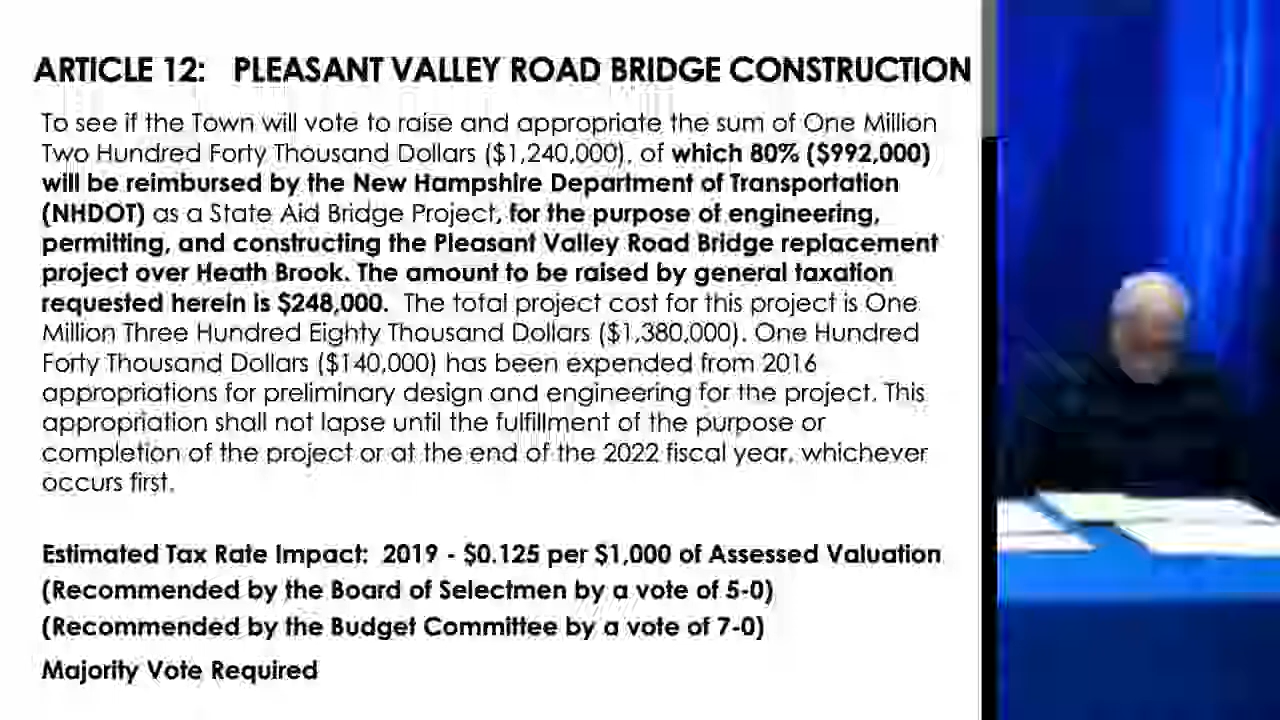 ARTICLE 12: PLEASANT VALLEY ROAD BRIDGE CONSTRUCTION
To see if the Town will vote to raise and appropriate the sum of One Million
Two Hundred Forty Thousand Dollars ($1,240,000), of which 80% ($992,000)
will be reimbursed by the New Hampshire Department of Transportation
(NHDOT) as a State Aid Bridge Project, for the purpose of engineering,
permitting, and constructing the Pleasant Valley Road Bridge replacement
project over Heath Brook. The amount to be raised by general taxation
requested herein is $248,000. The total project cost for this project is One
Million Three Hundred Eighty Thousand Dollars ($1,380,000). One Hundred
Forty Thousand Dollars ($140,000) has been expended from 2016
appropriations for preliminary design and engineering for the project. This
appropriation shall not lapse until the fulfillment of the purpose or
completion of the project or at the end of the 2022 fiscal year, whichever
occurs first.
Estimated Tax Rate Impact: 2019 - $0.125 per $1,000 of Assessed Valuation
(Recommended by the Board of Selectmen by a vote of 5-0)
(Recommended by the Budget Committee by a vote of 7-0)
Majority Vote Required